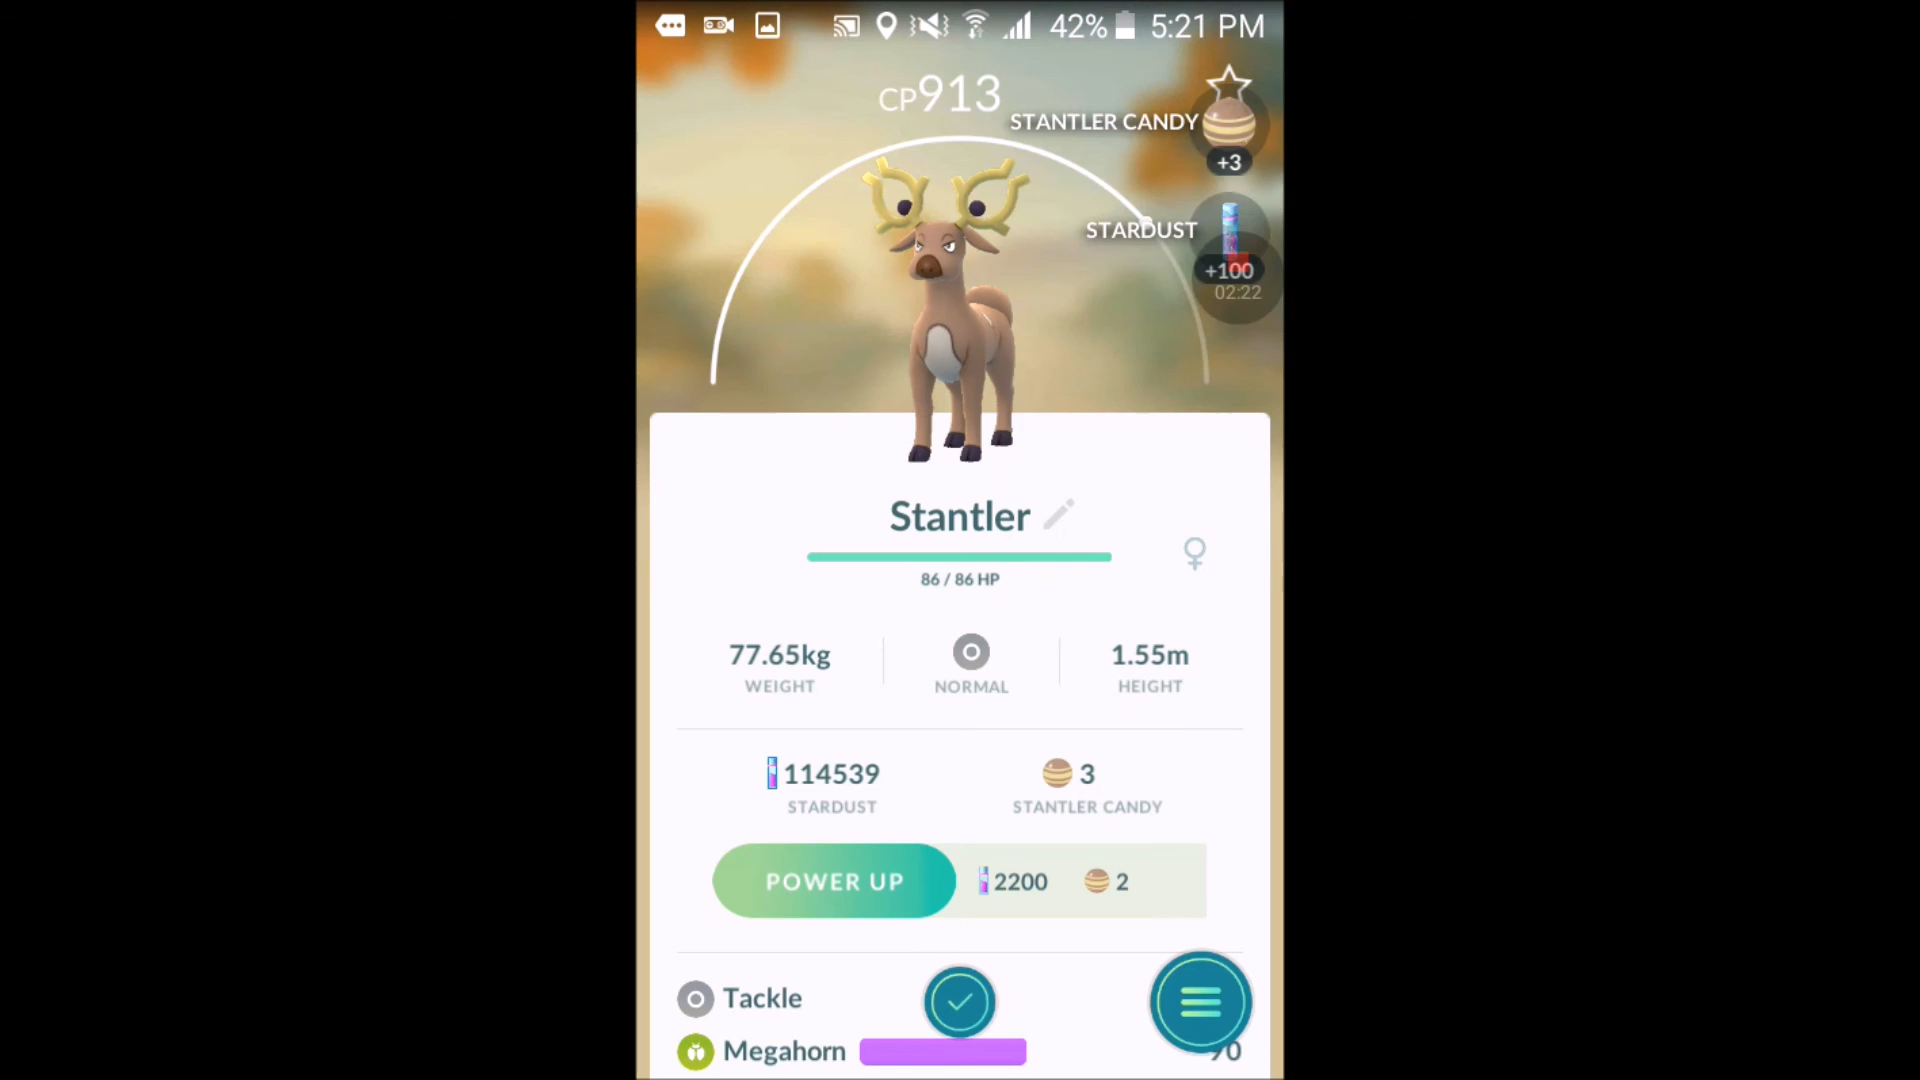 42% 5:21 PM
CP913
STANTLER CANDY
+3
STARDUST
+100
02:22
Stantler
86 / 86 HP
77.65kg
WEIGHT
NORMAL
1.55m
HEIGHT
114539
STARDUST
3
STANTLER CANDY
POWER UP 2200 2
Tackle
Megahorn 90